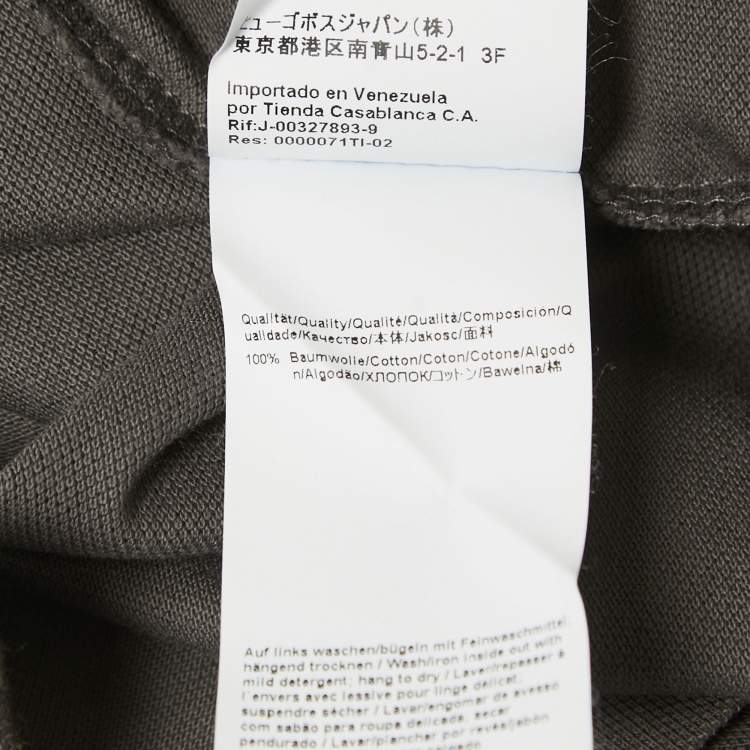 ヒューゴボスジャパン(株)
東京都港区南青山5-2-1 3F
Importado en Venezuela
por Tienda Casablanca C.A.
Rif:J-00327893-9
Res: 0000071TI-02
Qualität/Quality/Qualité/Qualità/Composición/Q
ualidade/Качество/本体/Jakosc/面料
100% Baumwolle/Cotton/Coton/Cotone/Algodó
n/Algodão/ХЛОПОК/コットン/Bawelna/棉
Auf links waschen/bügeln mit Feinwaschmittel;
hängend trocknen / Wash/iron inside out with
mild detergent; hang to dry / Laver/repasser à
l´envers avec lessive pour linge délicat;
suspendre sécher / Lavar/engomar de avesso
com sabão para roupa delicada, secar
pendurado / Lavar/planchar por revés/jabón